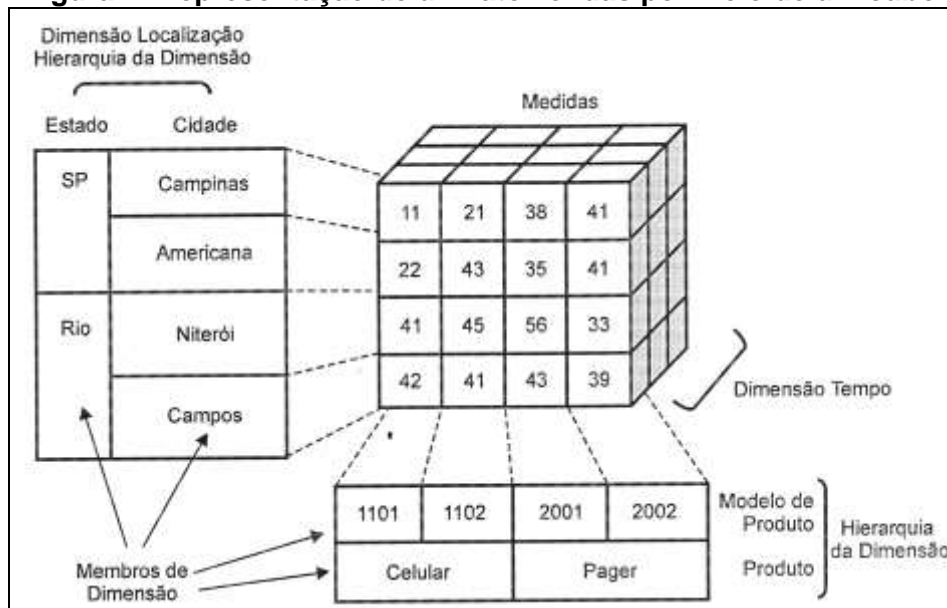 Dimensão Localização
Hierarquia da Dimensão
Medidas
Estado Cidade
SP Campinas
Americana
Rio Niterói
Campos
11 21 38 41
22 43 35 41
41 45 56 33
42 41 43 39
Dimensão Tempo
1101 1102 2001 2002
Celular Pager
Modelo de
Produto
Produto
Hierarquia
da Dimensão
Membros de
Dimensão